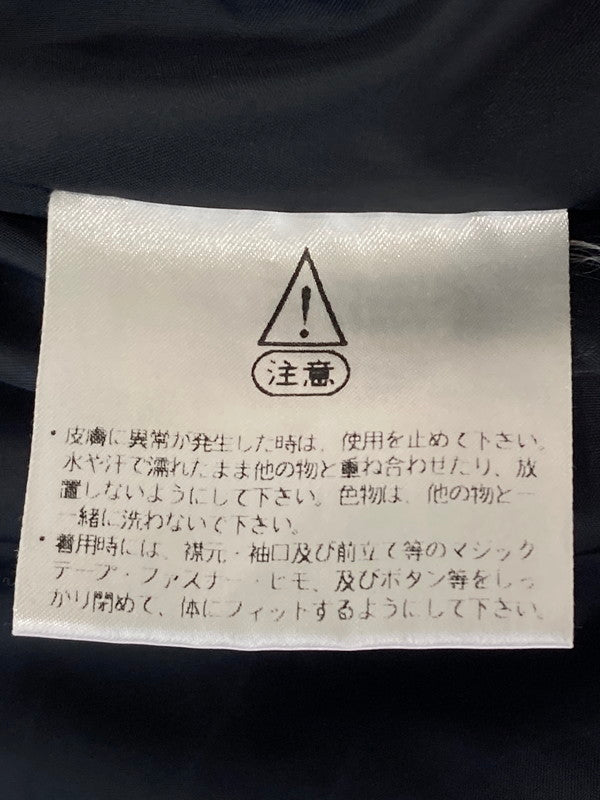 注意
・皮膚に異常が発生した時は、使用を止めて下さい。
水や汗で濡れたまま他の物と重ね合わせたり、放
置しないようにして下さい。色物は、他の物と一
一緒に洗わないで下さい。
・着用時には、襟元・袖口及び前立て等のマジック
テープ・ファスナー・ヒモ、及びボタン等をしっ
かり閉めて、体にフィットするようにして下さい。